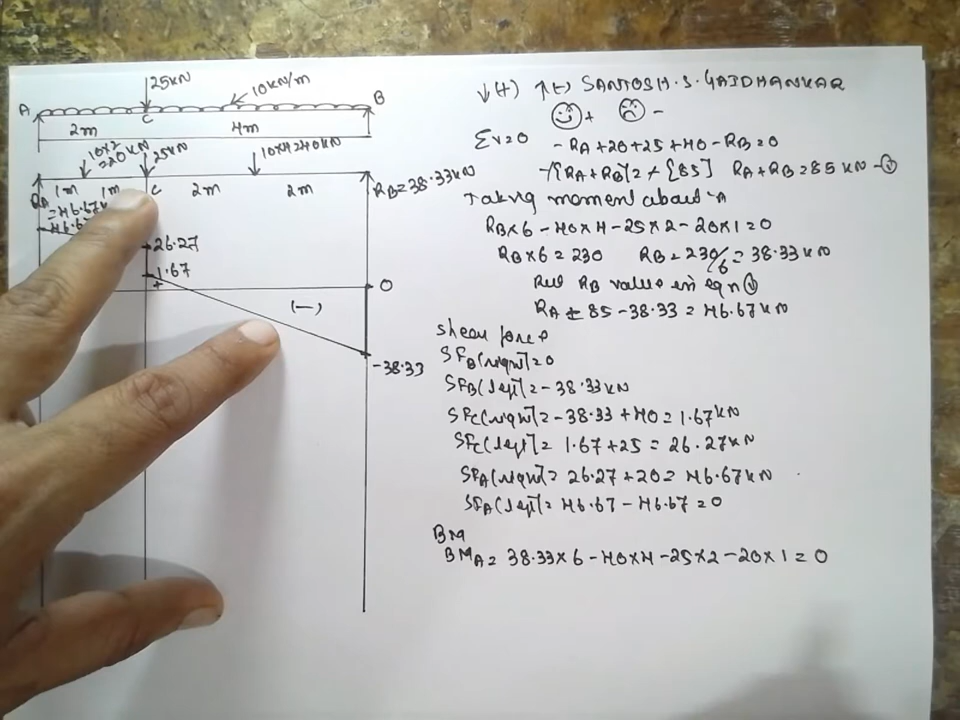 25kN
10kN/m
A
B
C
2m
4m
10×2
=20kN
25kN
10×4=40kN
1m
1m
C
2m
2m
RB=38.33kN
RA
=46.67k
46.67
26.27
1.67
+
0
(−)
-38.33
↓(+) ↑(-) SANTOSH.S.GAIDHANKAR
+ -
Σv=0 -RA+20+25+40-RB=0
-/[RA+RB]=-/[85] RA+RB=85 kN-①
Taking moment about A
RB×6-40×4-25×2-20×1=0
RB×6=230 RB=230/6=38.33kN
Put RB value in eqn ①
RA = 85-38.33=46.67kN
Shear force
SFB(right)=0
SFB(left)=-38.33kN
SFC(right)=-38.33+40=1.67kN
SFC(left)=1.67+25=26.27kN
SFA(right)=26.27+20=46.67kN
SFA(left)=46.67-46.67=0
BM
BMA=38.33×6-40×4-25×2-20×1=0